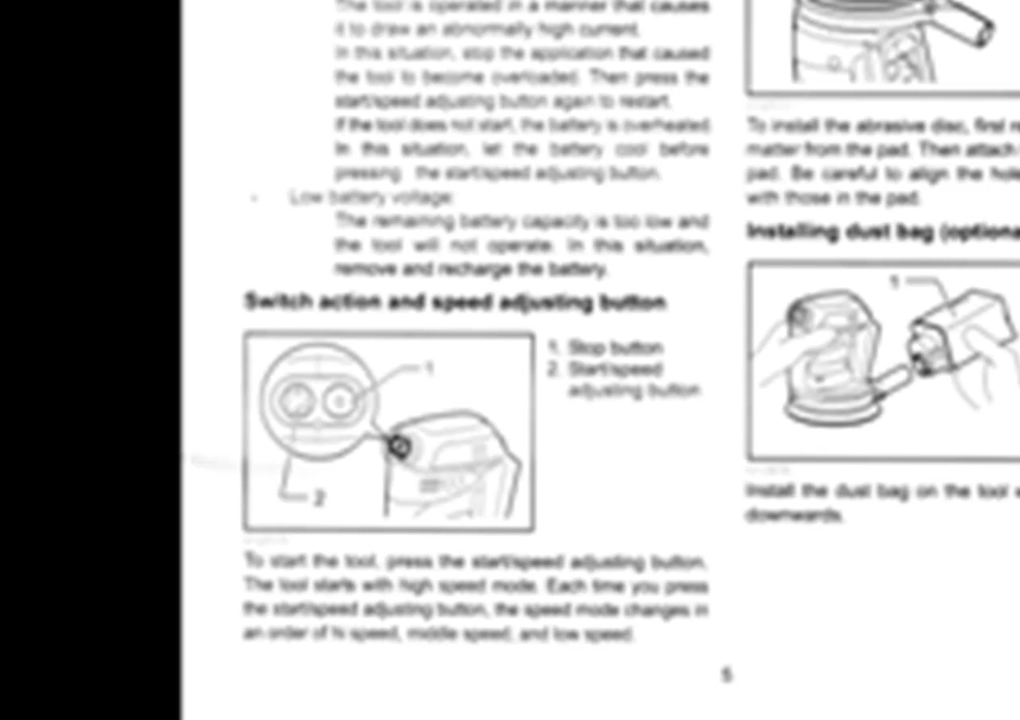 The tool is operated in a manner that causes
it to draw an abnormally high current.
In this situation, stop the application that caused
the tool to become overloaded. Then press the
start/speed adjusting button again to restart.
If the tool does not start, the battery is overheated.
In this situation, let the battery cool before
pressing the start/speed adjusting button.
- Low battery voltage:
The remaining battery capacity is too low and
the tool will not operate. In this situation,
remove and recharge the battery.
Switch action and speed adjusting button
1
2
1. Stop button
2. Start/speed
adjusting button
To start the tool, press the start/speed adjusting button.
The tool starts with high speed mode. Each time you press
the start/speed adjusting button, the speed mode changes in
an order of hi speed, middle speed, and low speed.
To install the abrasive disc, first
matter from the pad. Then attach
pad. Be careful to align the
with those in the pad.
Installing dust bag
1
Install the dust bag on the tool
downwards.
5